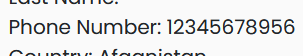 Last Name:
Phone Number: 12345678956
Country: Afganistan